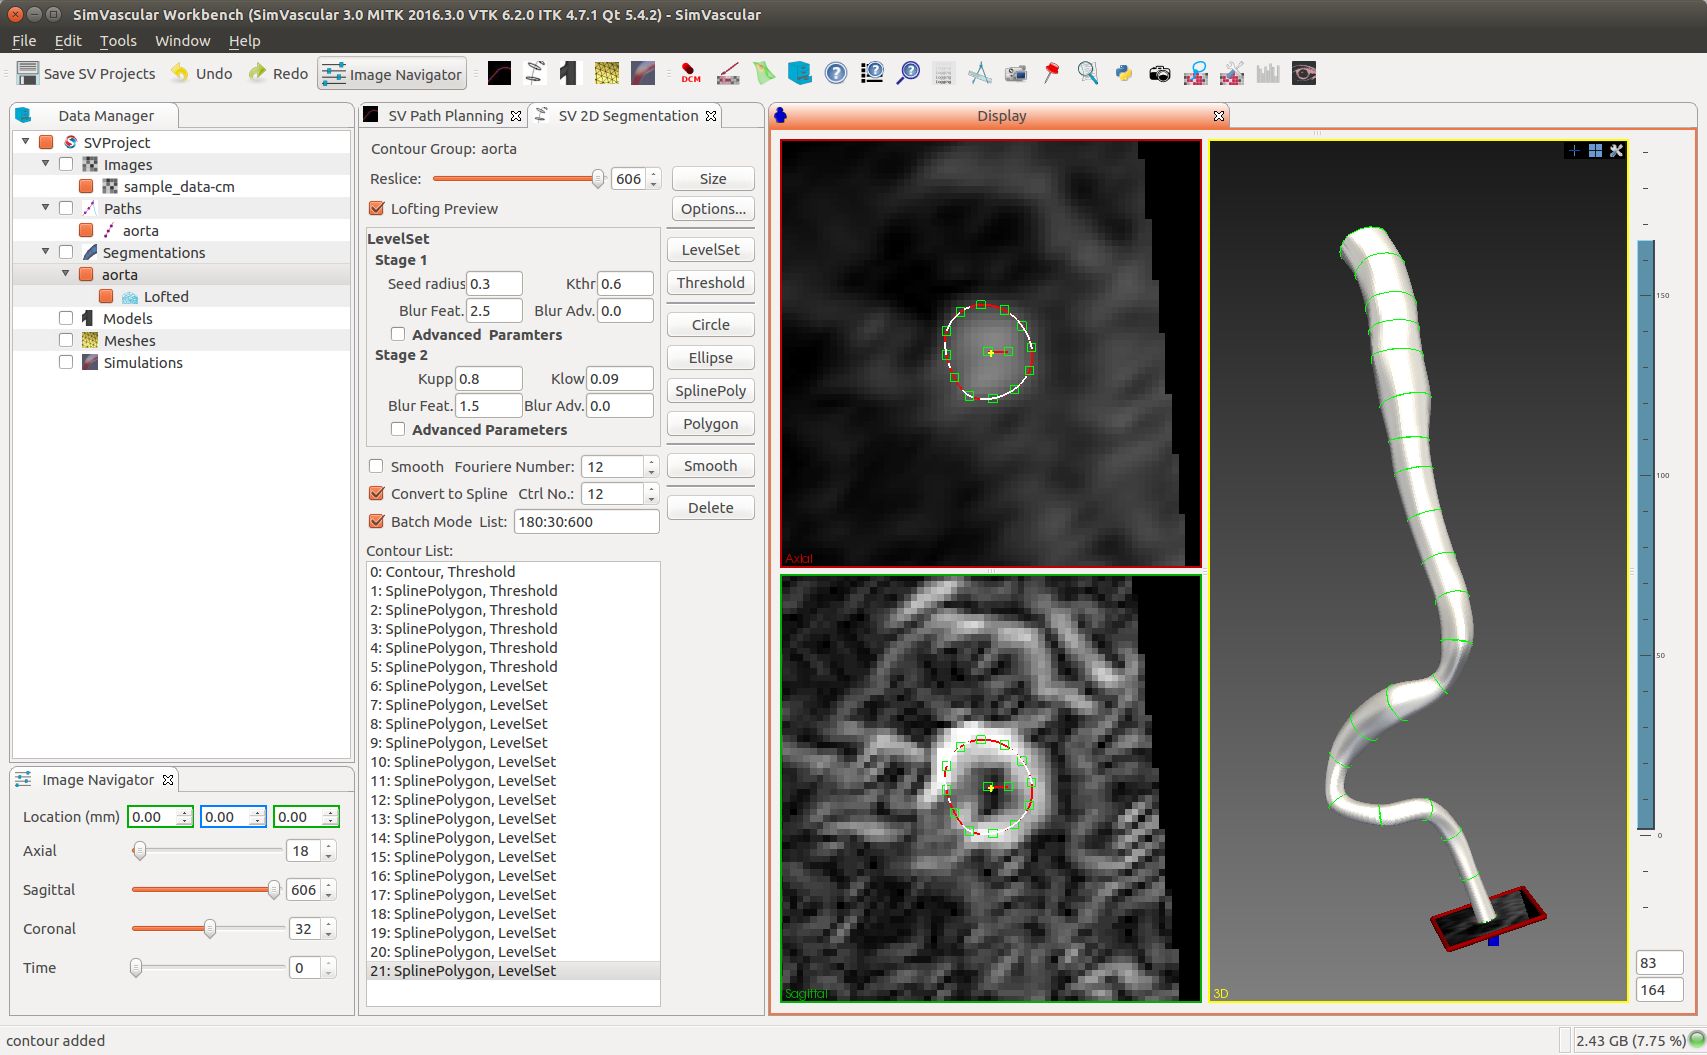 SimVascular Workbench (SimVascular 3.0 MITK 2016.3.0 VTK 6.2.0 ITK 4.7.1 Qt 5.4.2) - SimVascular
File Edit Tools Window Help
Save SV Projects Undo Redo Image Navigator DCM
Data Manager
SVProject
Images
sample_data-cm
Paths
aorta
Segmentations
aorta
Lofted
Models
Meshes
Simulations
Image Navigator
Location (mm) 0.00 0.00 0.00
Axial 18
Sagittal 606
Coronal 32
Time 0
SV Path Planning SV 2D Segmentation
Contour Group: aorta
Reslice: 606 Size
Lofting Preview Options...
LevelSet
Stage 1
Seed radius 0.3 Kthr 0.6
Blur Feat. 2.5 Blur Adv. 0.0
Advanced Paramters
Stage 2
Kupp 0.8 Klow 0.09
Blur Feat. 1.5 Blur Adv. 0.0
Advanced Parameters
LevelSet
Threshold
Circle
Ellipse
SplinePoly
Polygon
Smooth
Delete
Smooth Fouriere Number: 12
Convert to Spline Ctrl No.: 12
Batch Mode List: 180:30:600
Contour List:
0: Contour, Threshold
1: SplinePolygon, Threshold
2: SplinePolygon, Threshold
3: SplinePolygon, Threshold
4: SplinePolygon, Threshold
5: SplinePolygon, Threshold
6: SplinePolygon, LevelSet
7: SplinePolygon, LevelSet
8: SplinePolygon, LevelSet
9: SplinePolygon, LevelSet
10: SplinePolygon, LevelSet
11: SplinePolygon, LevelSet
12: SplinePolygon, LevelSet
13: SplinePolygon, LevelSet
14: SplinePolygon, LevelSet
15: SplinePolygon, LevelSet
16: SplinePolygon, LevelSet
17: SplinePolygon, LevelSet
18: SplinePolygon, LevelSet
19: SplinePolygon, LevelSet
20: SplinePolygon, LevelSet
21: SplinePolygon, LevelSet
Display
Axial
Sagittal
3D
150
100
50
0
83
164
contour added
2.43 GB (7.75 %)